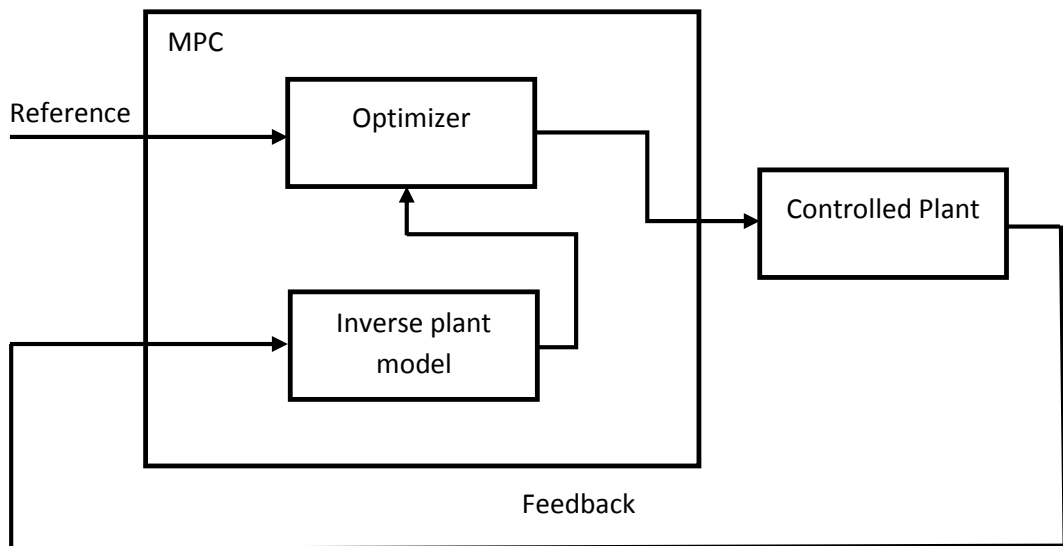 MPC
Reference
Optimizer
Controlled Plant
Inverse plant
model
Feedback